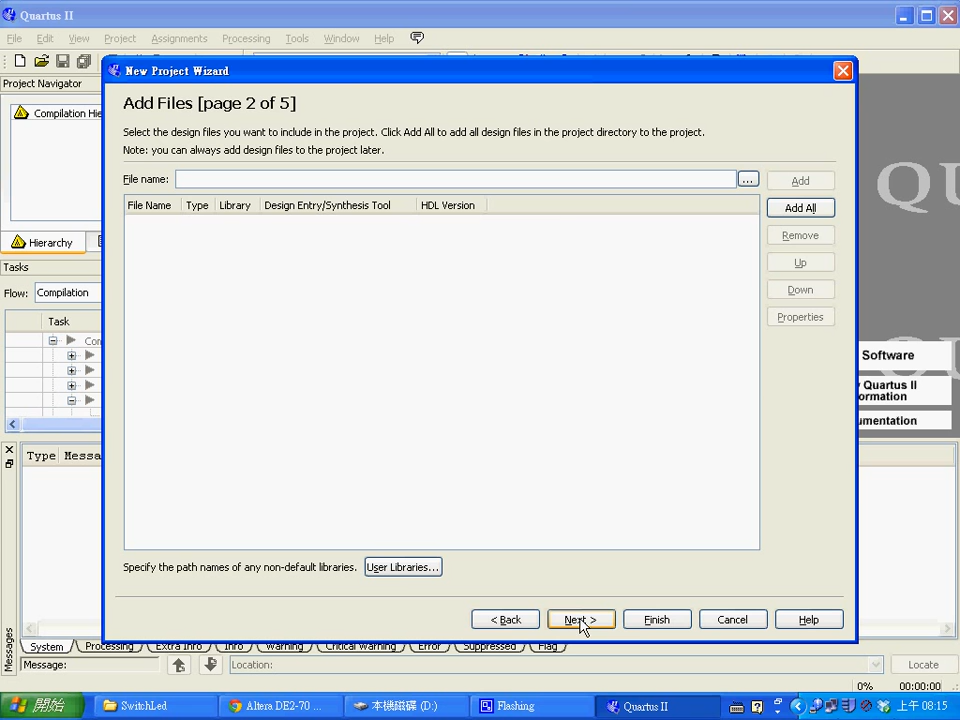 Quartus II
File Edit View Project Assignments Processing Tools Window Help
New Project Wizard
Project Navigator
Compilation Hie
Hierarchy
Tasks
Flow: Compilation
Task
Co
Add Files [page 2 of 5]
Select the design files you want to include in the project. Click Add All to add all design files in the project directory to the project.
Note: you can always add design files to the project later.
File name: ... Add
File Name Type Library Design Entry/Synthesis Tool HDL Version
Add All
Remove
Up
Down
Properties
QU
QU
Software
Quartus II
ormation
umentation
Type Messa
Specify the path names of any non-default libraries. User Libraries...
< Back Next > Finish Cancel Help
Messages
System Processing Extra Info Info Warning Critical Warning Error Suppressed Flag
Message: Location: Locate
0% 00:00:00
開始 SwitchLed Altera DE2-70 ... 本機磁碟 (D:) Flashing Quartus II 上午 08:15